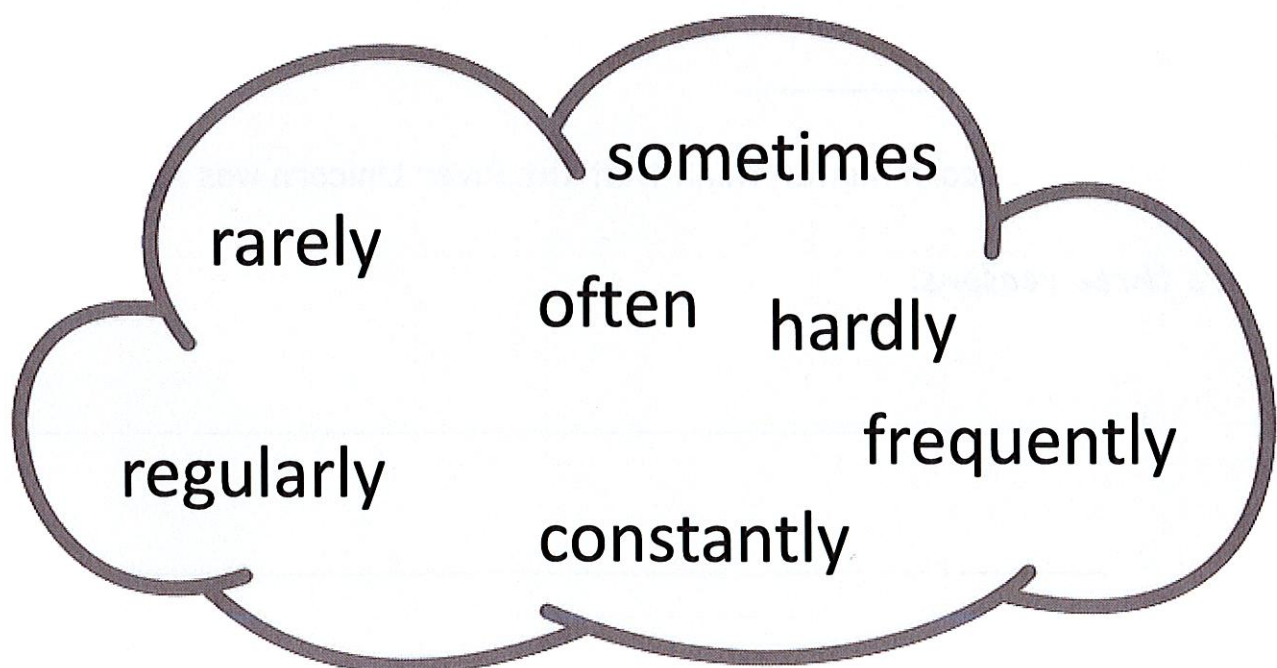 sometimes
rarely
often
hardly
frequently
regularly
constantly